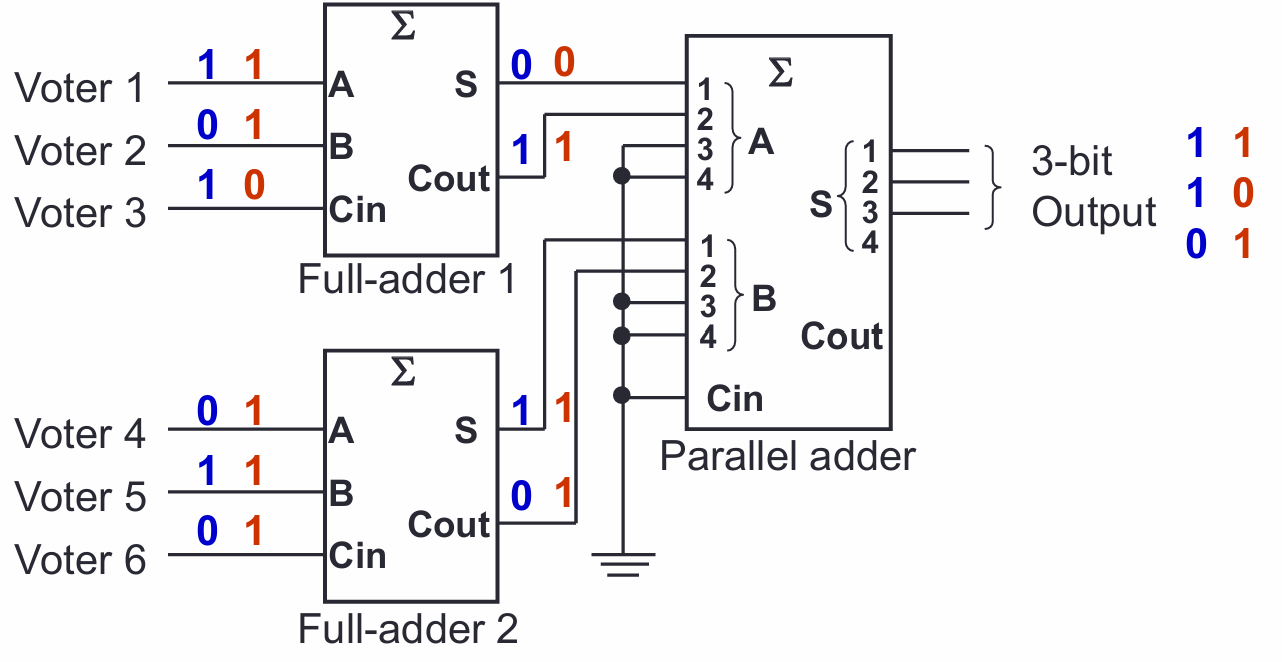 Σ
1 1
Voter 1 A S 0 0
0 1
Voter 2 B 1 1
1 0 Cout
Voter 3 Cin
Full-adder 1
Σ
0 1
Voter 4 A S 1 1
1 1
Voter 5 B 0 1
0 1 Cout
Voter 6 Cin
Full-adder 2
Σ
1
2
3
4
A
1
2
3
4
B
Cin
S
1
2
3
4
Cout
Parallel adder
3-bit
Output
1 1
1 0
0 1